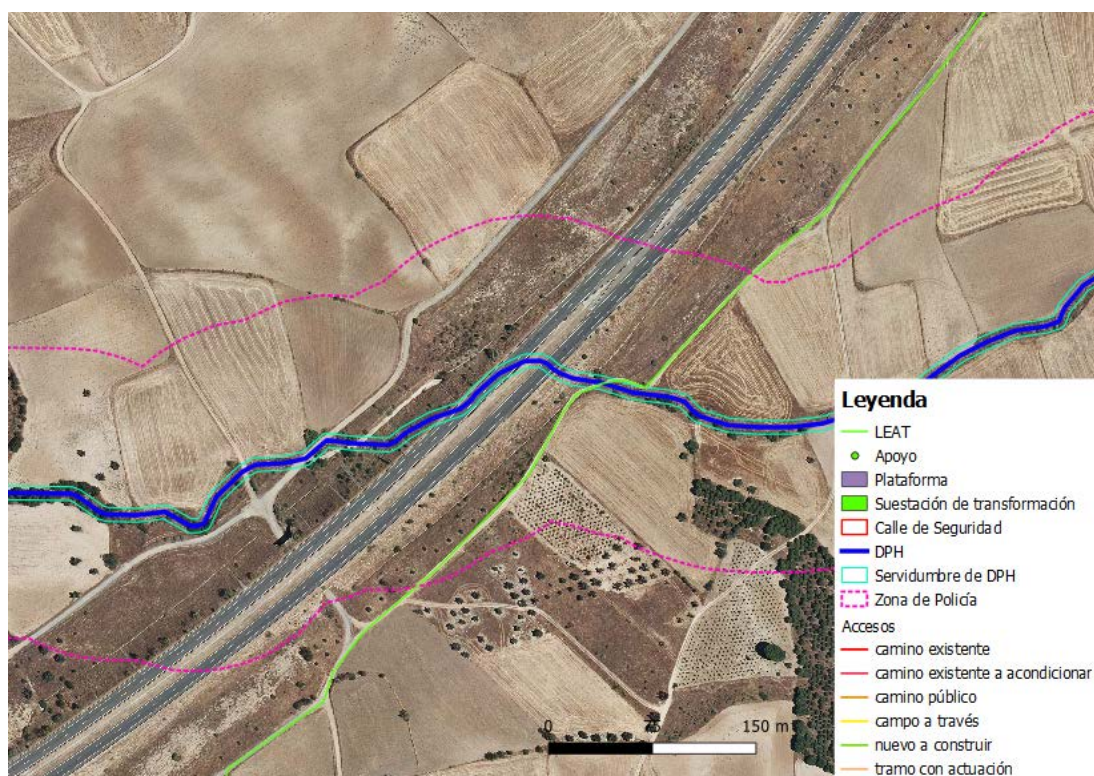 Leyenda
LEAT
Apoyo
Plataforma
Suestación de transformación
Calle de Seguridad
DPH
Servidumbre de DPH
Zona de Policía
Accesos
camino existente
camino existente a acondicionar
camino público
campo a través
nuevo a construir
tramo con actuación
0 75 150 m